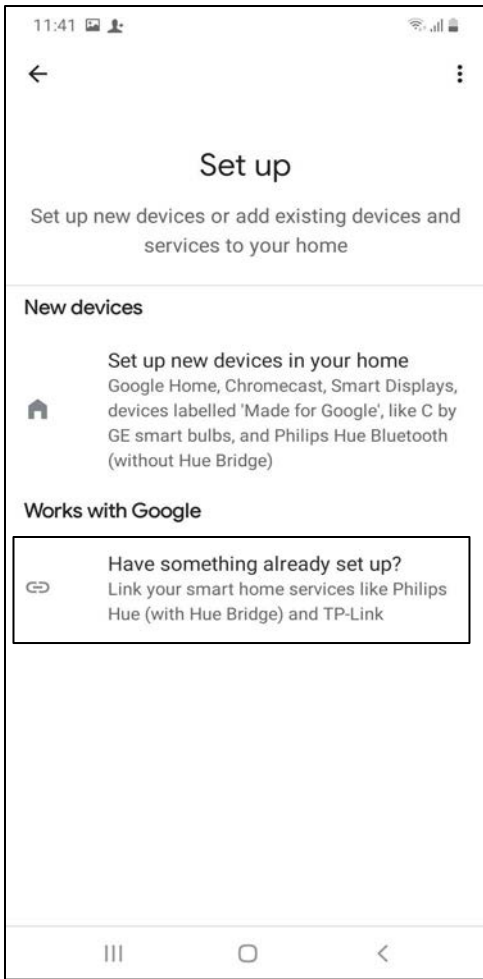 11:41
Set up
Set up new devices or add existing devices and
services to your home
New devices
Set up new devices in your home
Google Home, Chromecast, Smart Displays,
devices labelled 'Made for Google', like C by
GE smart bulbs, and Philips Hue Bluetooth
(without Hue Bridge)
Works with Google
Have something already set up?
Link your smart home services like Philips
Hue (with Hue Bridge) and TP-Link